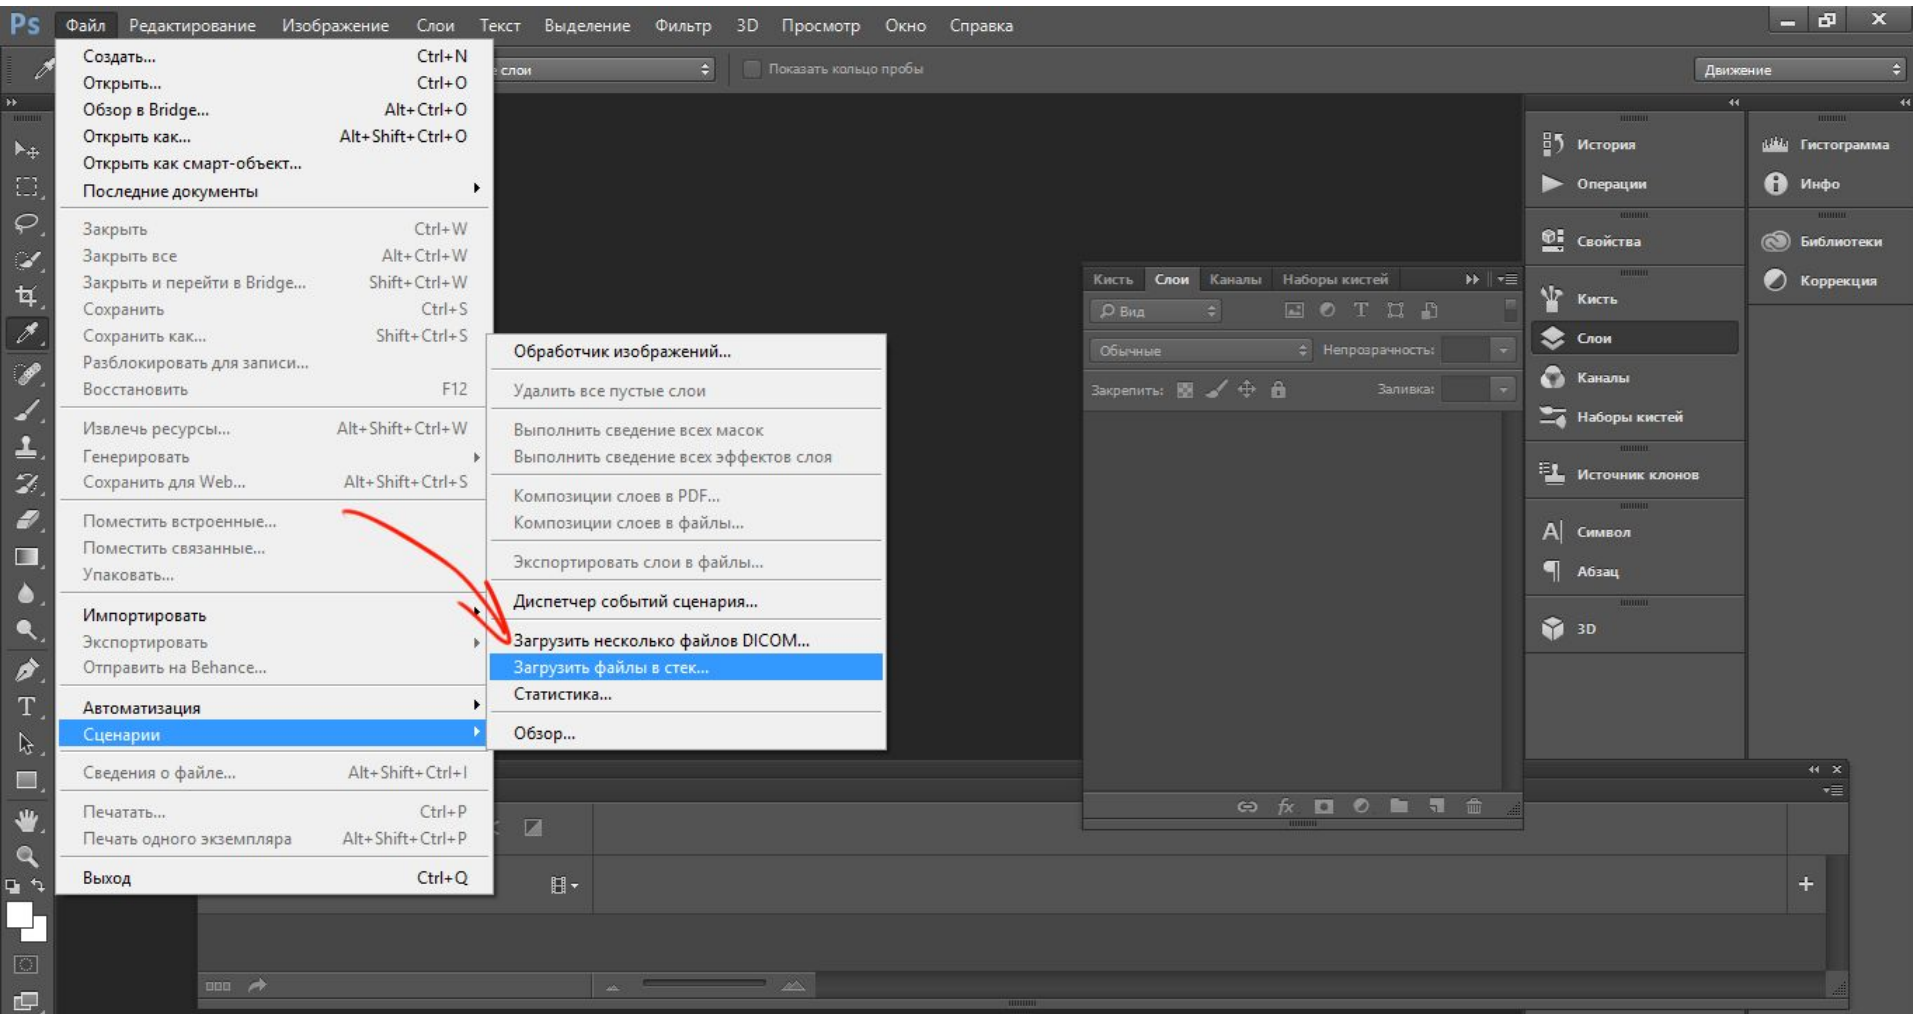 Ps Файл Редактирование Изображение Слои Текст Выделение Фильтр 3D Просмотр Окно Справка
слои Показать кольцо пробы Движение
Создать... Ctrl+N
Открыть... Ctrl+O
Обзор в Bridge... Alt+Ctrl+O
Открыть как... Alt+Shift+Ctrl+O
Открыть как смарт-объект...
Последние документы
Закрыть Ctrl+W
Закрыть все Alt+Ctrl+W
Закрыть и перейти в Bridge... Shift+Ctrl+W
Сохранить Ctrl+S
Сохранить как... Shift+Ctrl+S
Разблокировать для записи...
Восстановить F12
Извлечь ресурсы... Alt+Shift+Ctrl+W
Генерировать
Сохранить для Web... Alt+Shift+Ctrl+S
Поместить встроенные...
Поместить связанные...
Упаковать...
Импортировать
Экспортировать
Отправить на Behance...
Автоматизация
Сценарии
Сведения о файле... Alt+Shift+Ctrl+I
Печатать... Ctrl+P
Печать одного экземпляра Alt+Shift+Ctrl+P
Выход Ctrl+Q
Обработчик изображений...
Удалить все пустые слои
Выполнить сведение всех масок
Выполнить сведение всех эффектов слоя
Композиции слоев в PDF...
Композиции слоев в файлы...
Экспортировать слои в файлы...
Диспетчер событий сценария...
Загрузить несколько файлов DICOM...
Загрузить файлы в стек...
Статистика...
Обзор...
Кисть Слои Каналы Наборы кистей
Вид
Обычные Непрозрачность:
Закрепить: Заливка:
fx
История
Операции
Свойства
Кисть
Слои
Каналы
Наборы кистей
Источник клонов
Символ
Абзац
3D
Гистограмма
Инфо
Библиотеки
Коррекция